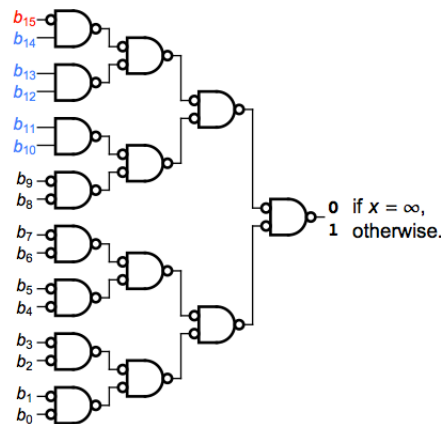 b₁₅
b₁₄
b₁₃
b₁₂
b₁₁
b₁₀
b₉
b₈
b₇
b₆
b₅
b₄
b₃
b₂
b₁
b₀
0 if x = ∞,
1 otherwise.